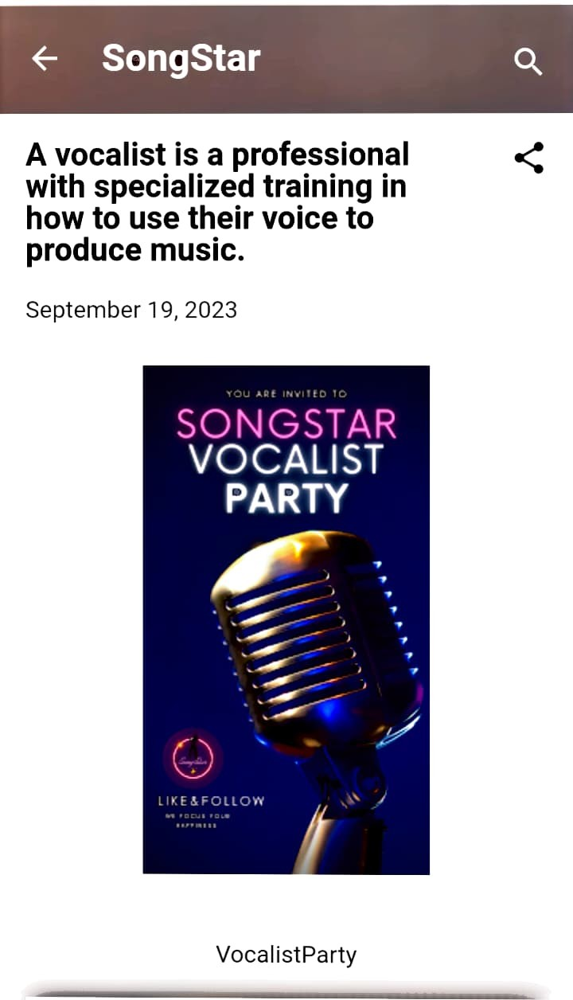 SongStar
A vocalist is a professional
with specialized training in
how to use their voice to
produce music.
September 19, 2023
YOU ARE INVITED TO
SONGSTAR
VOCALIST
PARTY
SongStar
LIKE&FOLLOW
WE FOCUS YOUR
HAPPINESS
VocalistParty